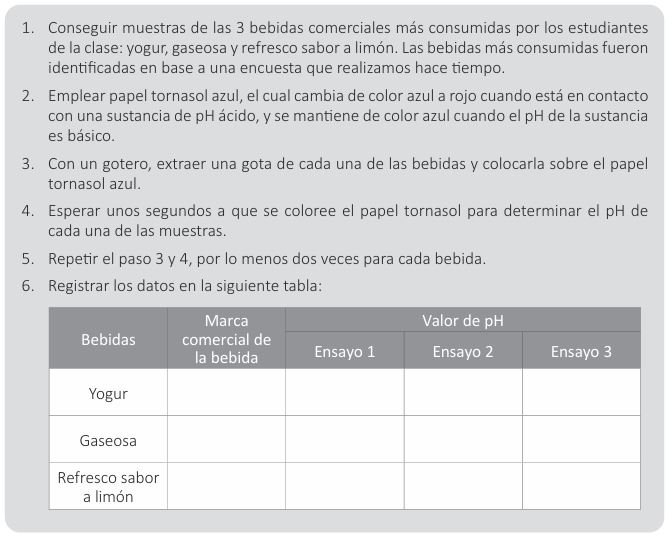 1. Conseguir muestras de las 3 bebidas comerciales más consumidas por los estudiantes
de la clase: yogur, gaseosa y refresco sabor a limón. Las bebidas más consumidas fueron
identificadas en base a una encuesta que realizamos hace tiempo.
2. Emplear papel tornasol azul, el cual cambia de color azul a rojo cuando está en contacto
con una sustancia de pH ácido, y se mantiene de color azul cuando el pH de la sustancia
es básico.
3. Con un gotero, extraer una gota de cada una de las bebidas y colocarla sobre el papel
tornasol azul.
4. Esperar unos segundos a que se coloree el papel tornasol para determinar el pH de
cada una de las muestras.
5. Repetir el paso 3 y 4, por lo menos dos veces para cada bebida.
6. Registrar los datos en la siguiente tabla:
Bebidas
Marca
comercial de
la bebida
Valor de pH
Ensayo 1
Ensayo 2
Ensayo 3
Yogur
Gaseosa
Refresco sabor
a limón